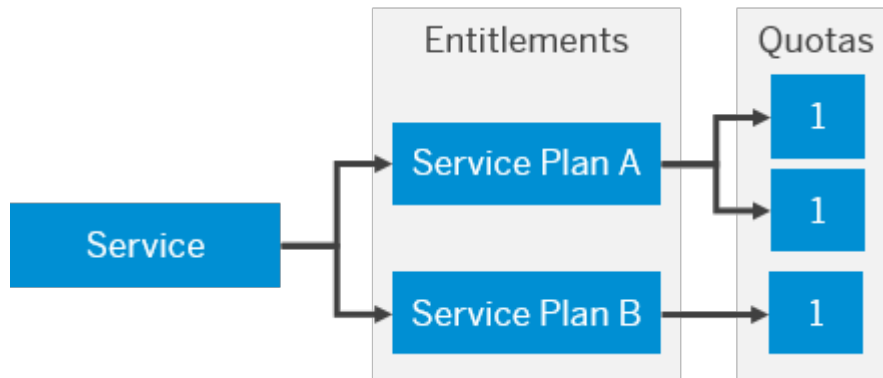 Entitlements
Quotas
Service
Service Plan A
1
1
Service Plan B
1